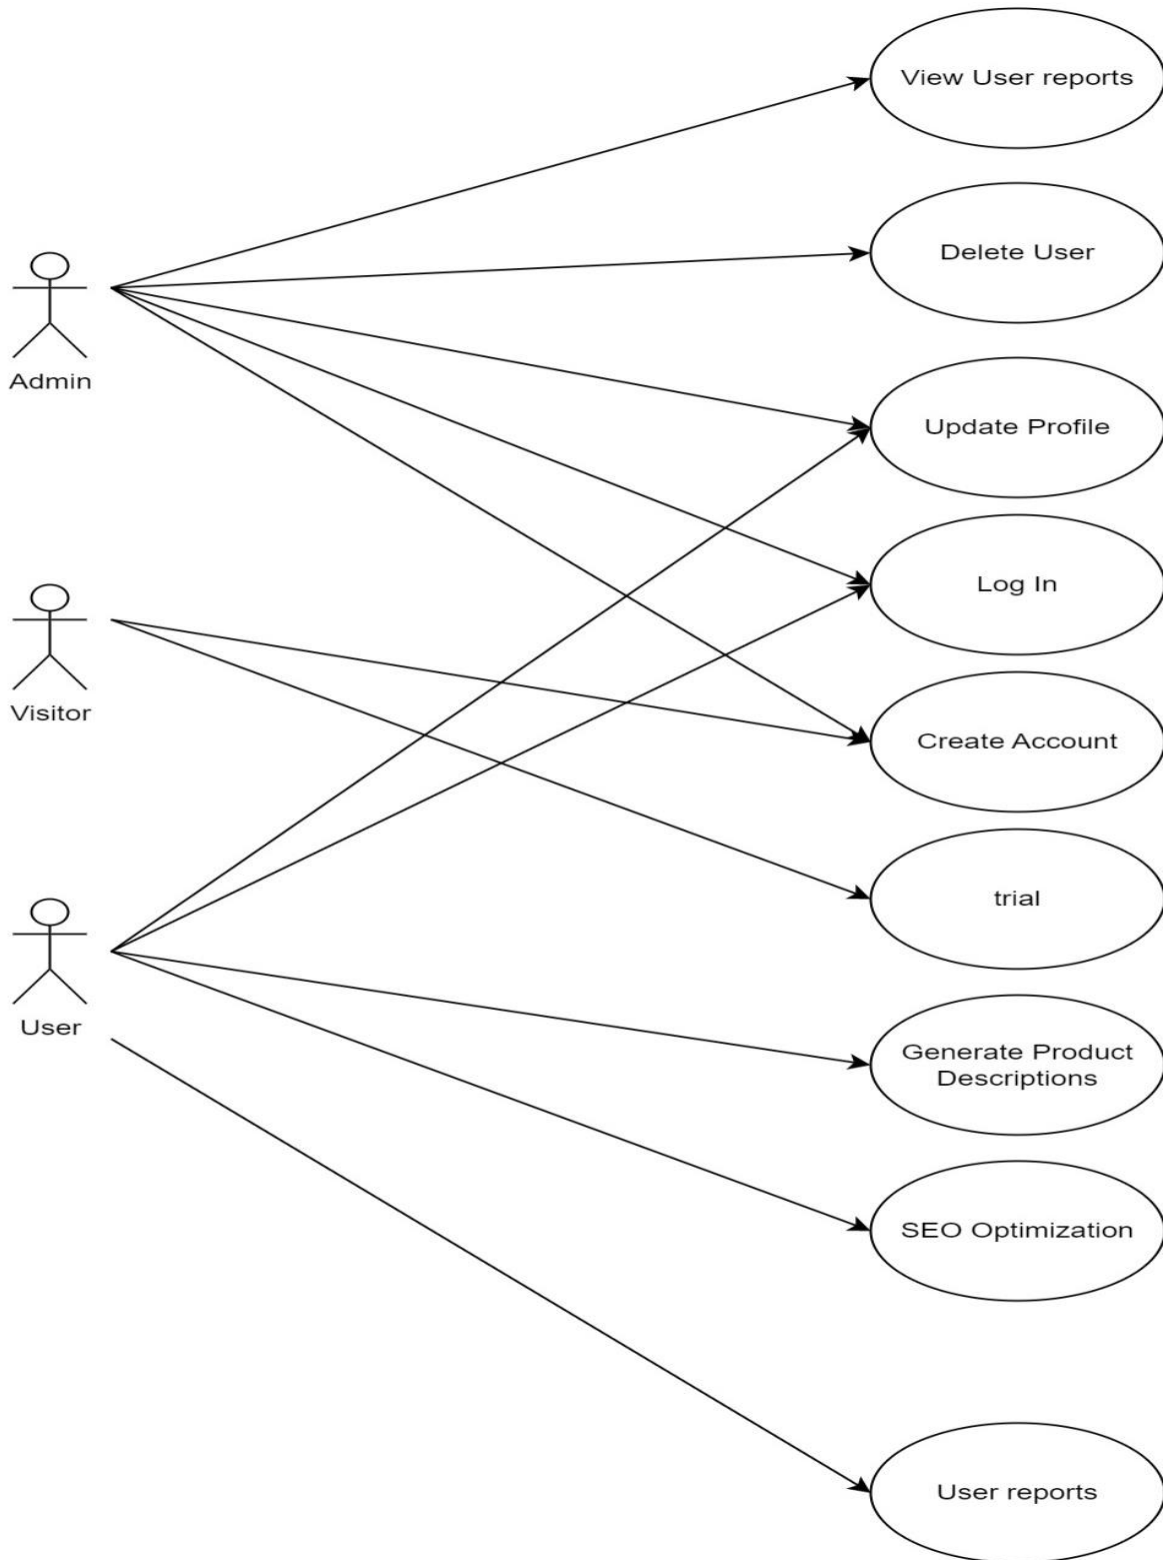 View User reports
Delete User
Admin
Update Profile
Log In
Visitor
Create Account
trial
User
Generate Product
Descriptions
SEO Optimization
User reports